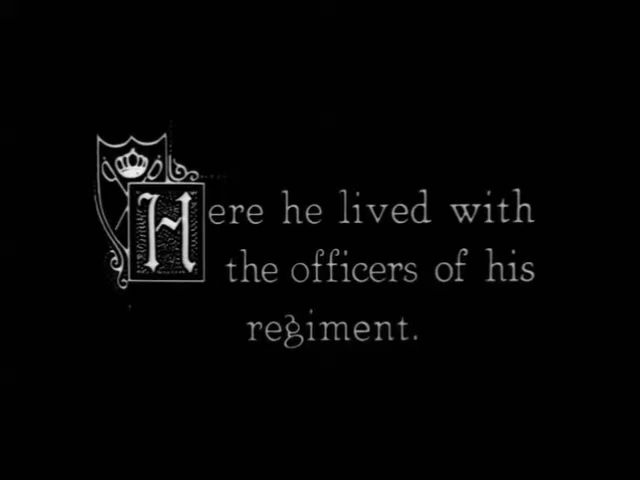 Here he lived with
the officers of his
regiment.